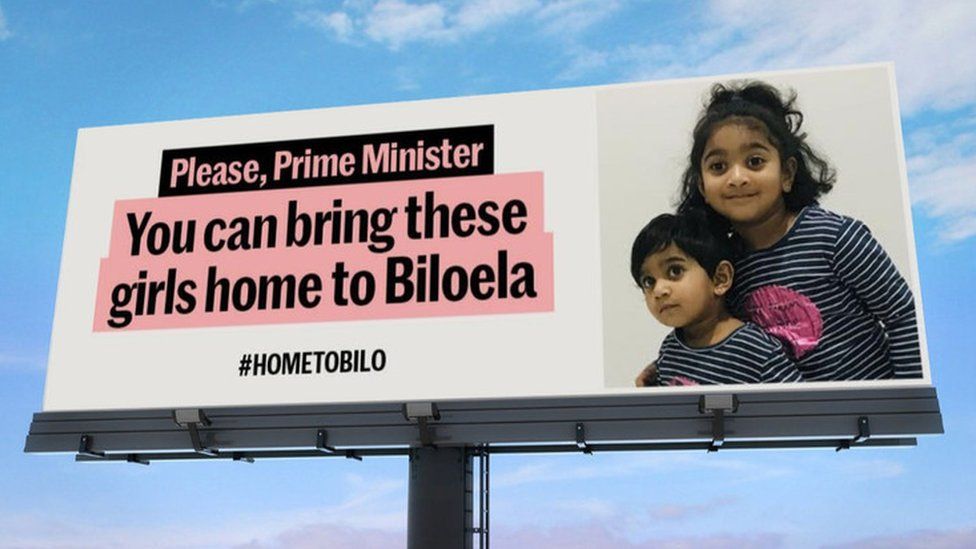 Please, Prime Minister
You can bring these
girls home to Biloela
#HOMETOBILO